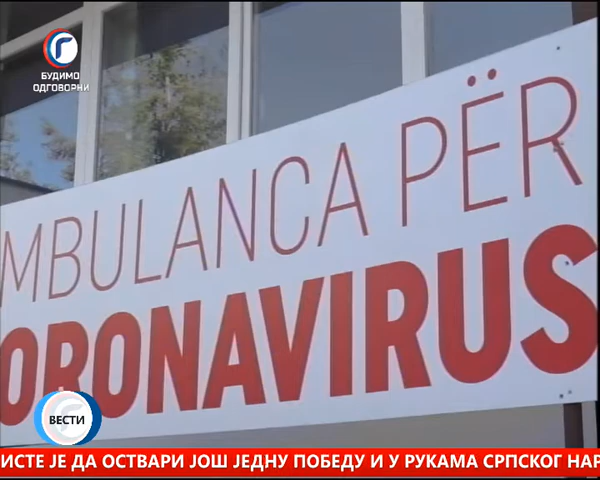 БУДИМО
ОДГОВОРНИ
MBULANCA PËR
ORONAVIRUS
ВЕСТИ
ИСТЕ ЈЕ ДА ОСТВАРИ ЈОШ ЈЕДНУ ПОБЕДУ И У РУКАМА СРПСКОГ НАР